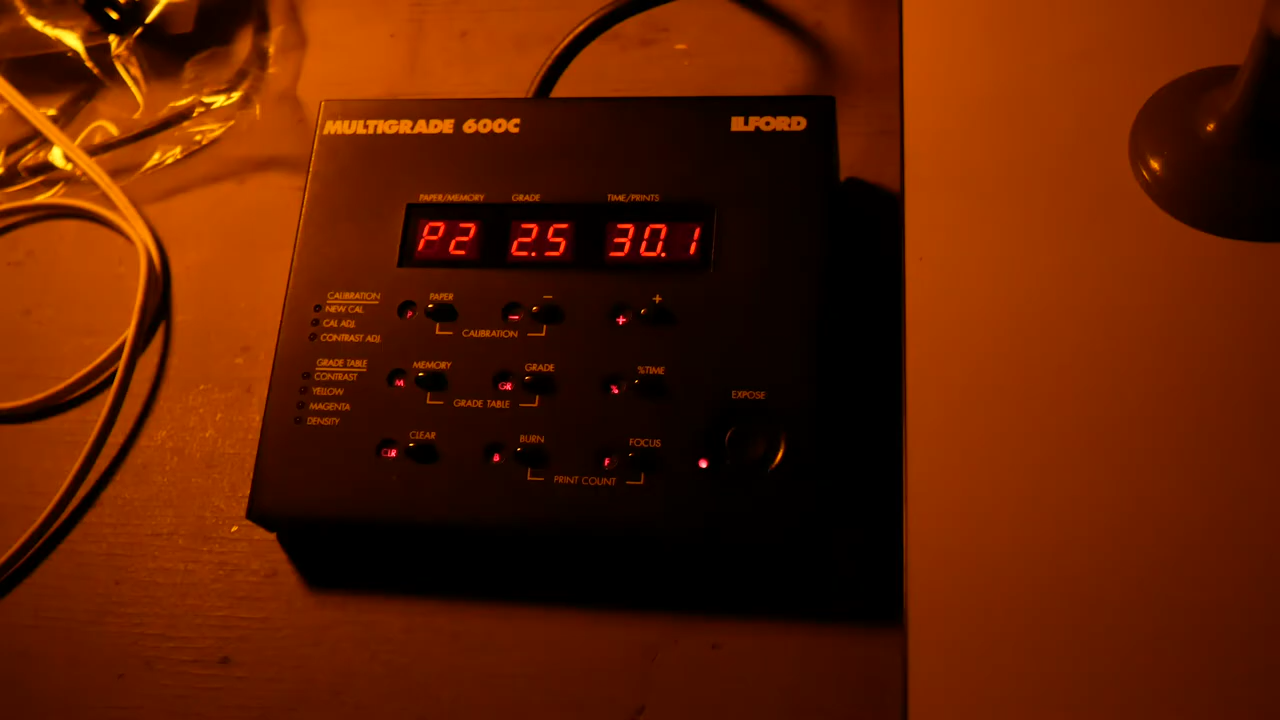 MULTIGRADE 600C ILFORD
PAPER/MEMORY GRADE TIME/PRINTS
P2 2.5 30.1
CALIBRATION
NEW CAL
CAL ADJ.
CONTRAST ADJ.
P PAPER − − + +
CALIBRATION
GRADE TABLE
CONTRAST
YELLOW
MAGENTA
DENSITY
M MEMORY GR GRADE % %TIME
GRADE TABLE
EXPOSE
CLR CLEAR B BURN F FOCUS
PRINT COUNT